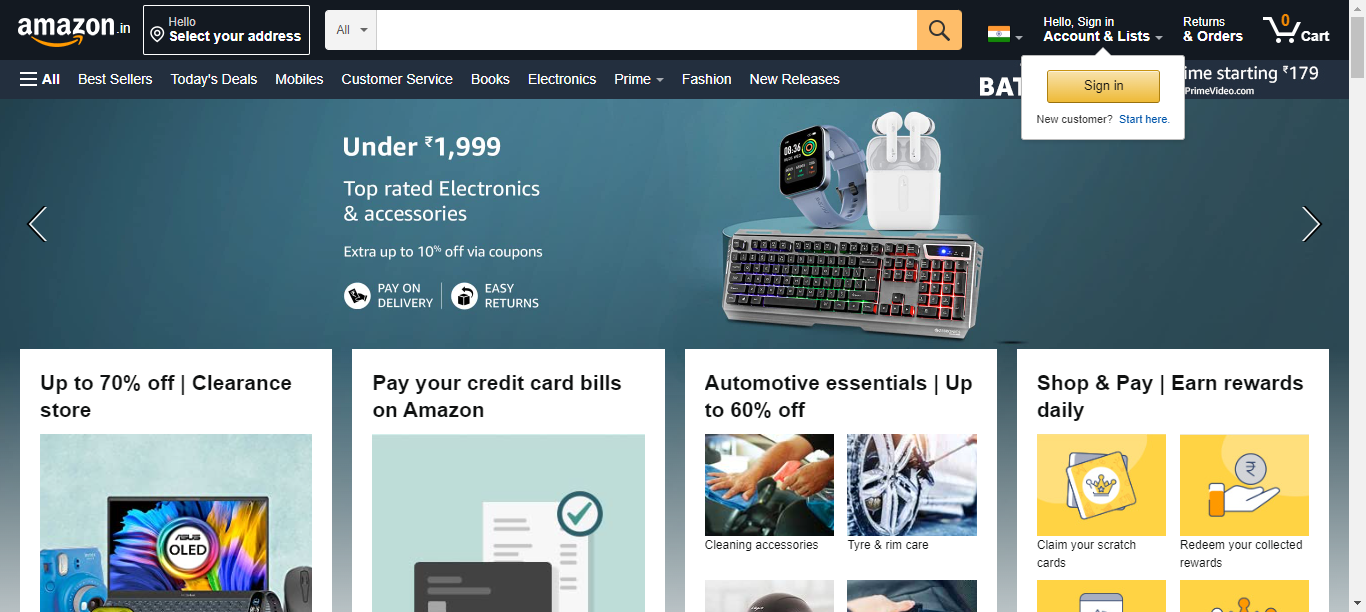 amazon.in
Hello
Select your address
All
Hello, Sign in
Account & Lists
Returns
& Orders
0
Cart
All
Best Sellers
Today's Deals
Mobiles
Customer Service
Books
Electronics
Prime
Fashion
New Releases
BAT
ime starting ₹179
PrimeVideo.com
Sign in
New customer? Start here.
Under ₹1,999
Top rated Electronics
& accessories
Extra up to 10% off via coupons
PAY ON
DELIVERY
EASY
RETURNS
08:36
Up to 70% off | Clearance
store
Pay your credit card bills
on Amazon
Automotive essentials | Up
to 60% off
Shop & Pay | Earn rewards
daily
ASUS
OLED
Cleaning accessories
Tyre & rim care
Claim your scratch
cards
₹
Redeem your collected
rewards